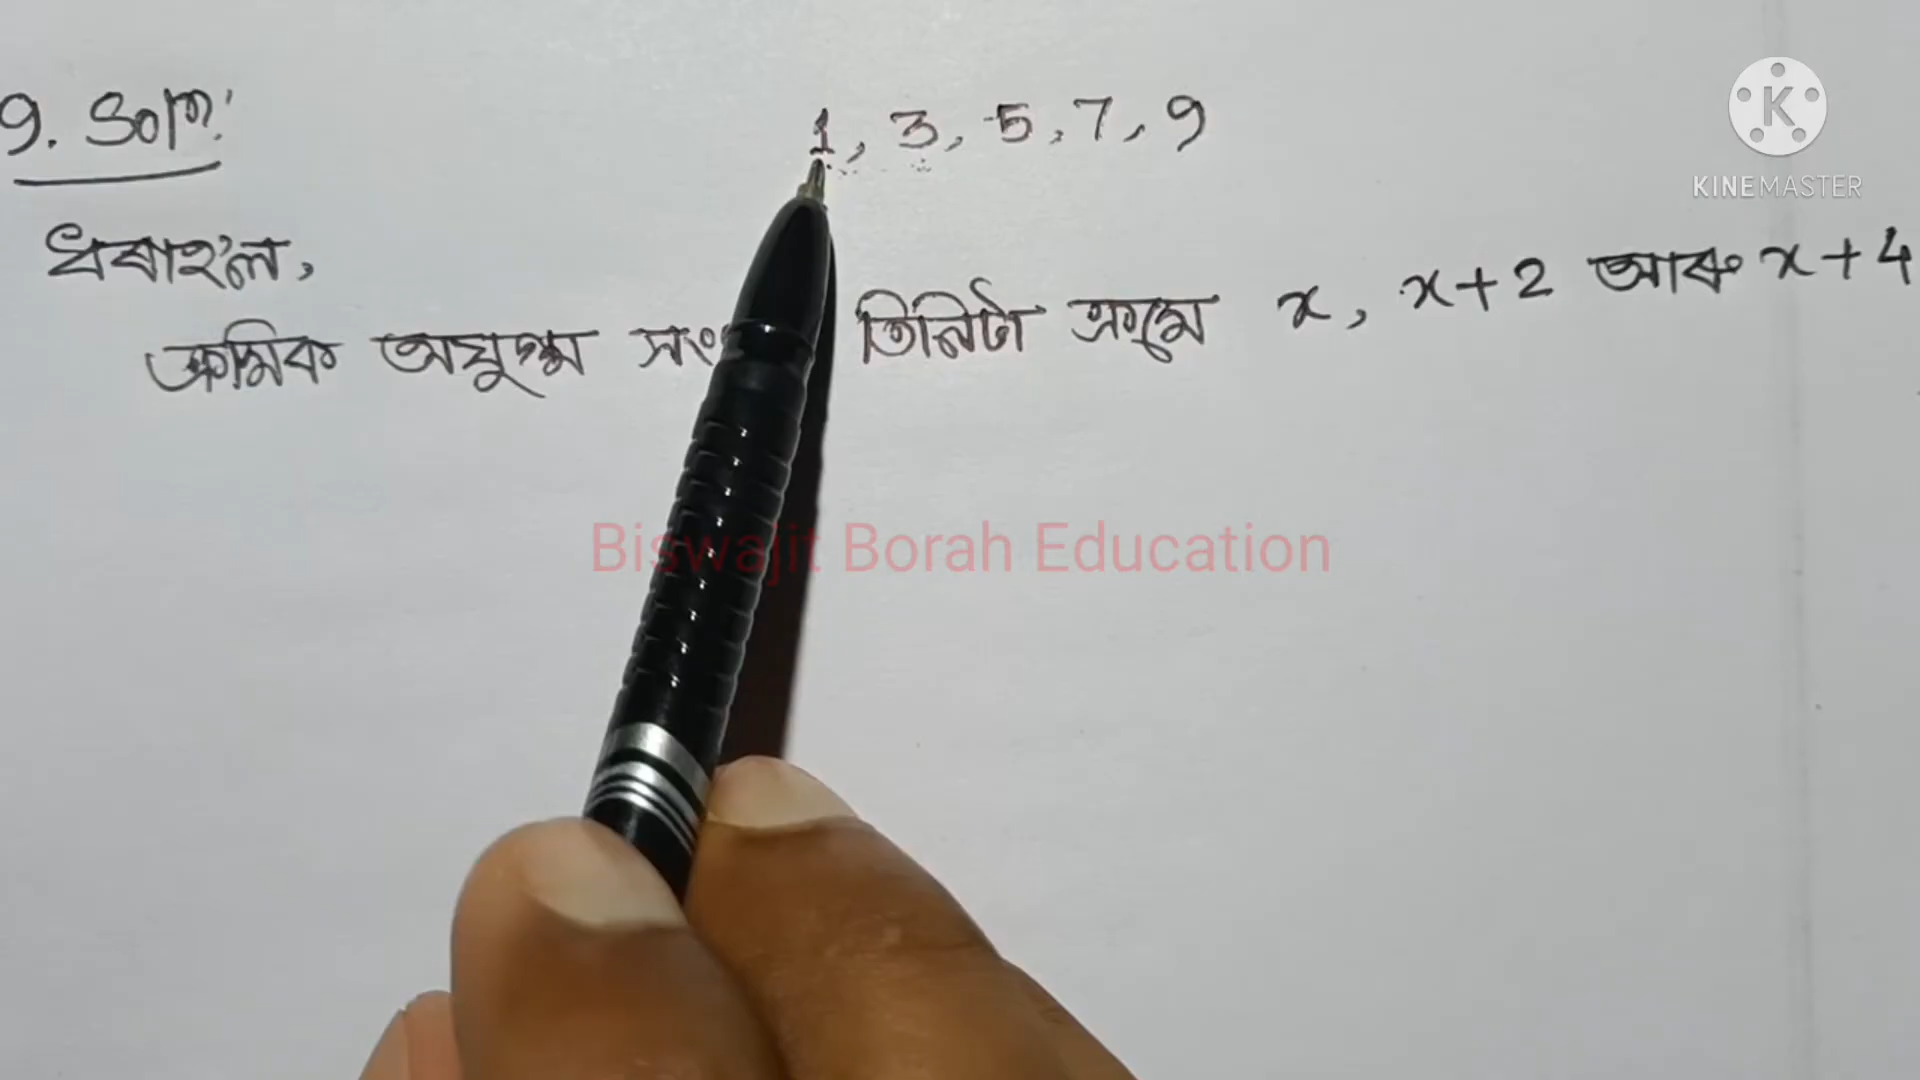 9. Solⁿ:
1, 3, 5, 7, 9
KINEMASTER
ধৰাহ'ল,
ক্ৰমিক অযুগ্ম তিনিটা ক্ৰমে x, x+2 আৰু x+4
Biswajit Borah Education